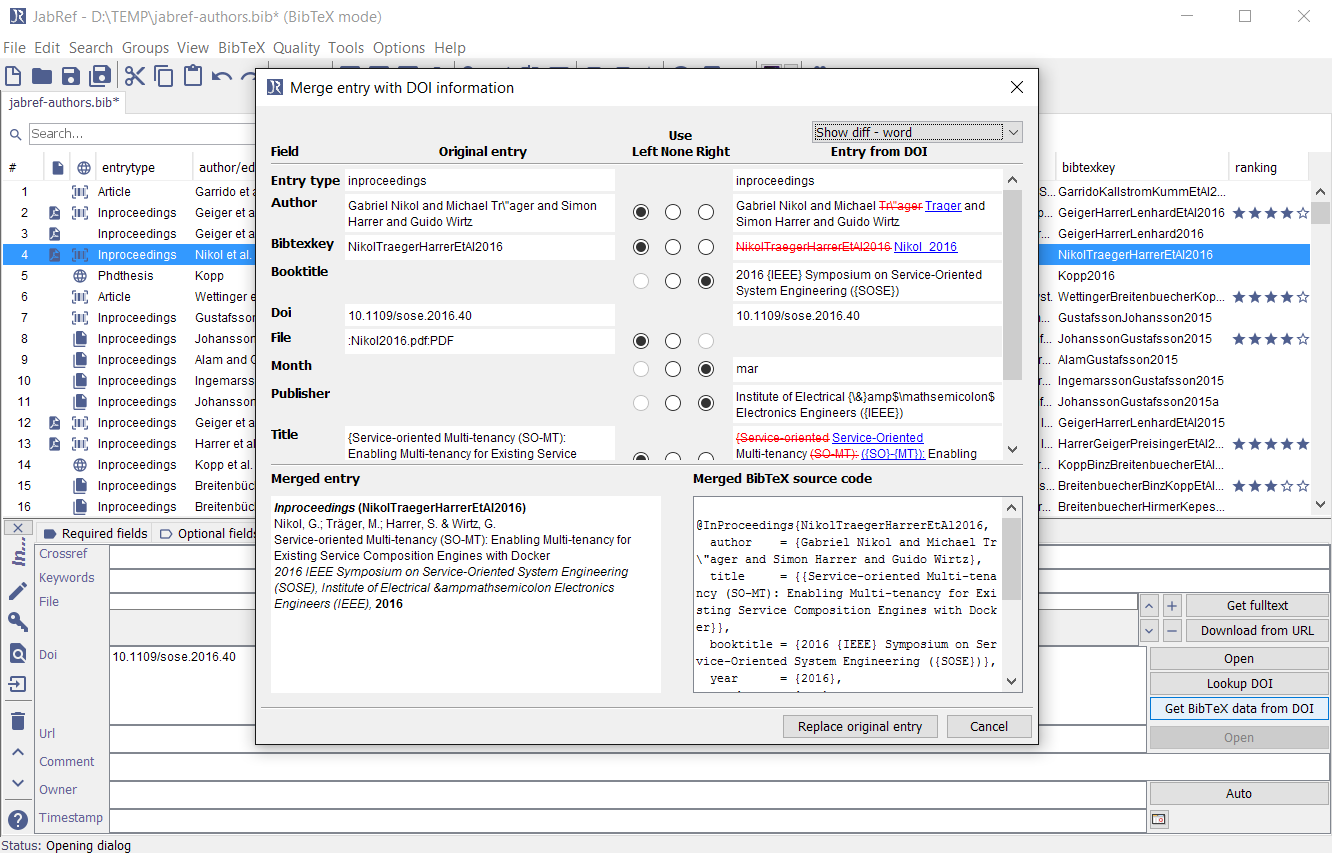 JabRef - D:\TEMP\jabref-authors.bib* (BibTeX mode)
File Edit Search Groups View BibTeX Quality Tools Options Help
jabref-authors.bib*
Search...
# entrytype author/ed bibtexkey ranking
1 Article Garrido et a S... GarridoKallstromKummEtAl2...
2 Inproceedings Geiger et a GeigerHarrerLenhardEtAl2016
3 Inproceedings Geiger et a GeigerHarrerLenhard2016
4 Inproceedings Nikol et al. NikolTraegerHarrerEtAl2016
5 Phdthesis Kopp Kopp2016
6 Article Wettinger e yst. WettingerBreitenbuecherKop...
7 Inproceedings Gustafsson GustafssonJohansson2015
8 Inproceedings Johansson JohanssonGustafsson2015
9 Inproceedings Alam and G AlamGustafsson2015
10 Inproceedings Ingemarss IngemarssonGustafsson2015
11 Inproceedings Johansson JohanssonGustafsson2015a
12 Inproceedings Geiger et a GeigerHarrerLenhard2015
13 Inproceedings Harrer et al HarrerGeigerPreisingerEtAl2...
14 Inproceedings Kopp et al. KoppBinzBreitenbuecherEtAl...
15 Inproceedings Breitenbüc BreitenbuecherBinzKoppEtAl...
16 Inproceedings Breitenbüc BreitenbuecherHirmerKepes...
Merge entry with DOI information
Show diff - word
Use
Field Original entry Left None Right Entry from DOI
Entry type inproceedings inproceedings
Author Gabriel Nikol and Michael Tr\"ager and Simon Harrer and Guido Wirtz
Gabriel Nikol and Michael Tr\"ager Trager and
Simon Harrer and Guido Wirtz
Bibtexkey NikolTraegerHarrerEtAl2016 NikolTraegerHarrerEtAl2016 Nikol_2016
Booktitle 2016 {IEEE} Symposium on Service-Oriented
System Engineering ({SOSE})
Doi 10.1109/sose.2016.40 10.1109/sose.2016.40
File :Nikol2016.pdf:PDF
Month mar
Publisher Institute of Electrical {\&}amp$\mathsemicolon$
Electronics Engineers ({IEEE})
Title {Service-oriented Multi-tenancy (SO-MT):
Enabling Multi-tenancy for Existing Service
{Service-oriented Service-Oriented
Multi-tenancy (SO-MT): ({SO}-{MT}): Enabling
Merged entry
Inproceedings (NikolTraegerHarrerEtAl2016)
Nikol, G.; Träger, M.; Harrer, S. & Wirtz, G.
Service-oriented Multi-tenancy (SO-MT): Enabling Multi-tenancy for
Existing Service Composition Engines with Docker
2016 IEEE Symposium on Service-Oriented System Engineering
(SOSE), Institute of Electrical &ampmathsemicolon Electronics
Engineers (IEEE), 2016
Merged BibTeX source code
@InProceedings{NikolTraegerHarrerEtAl2016,
author = {Gabriel Nikol and Michael Tr
\"ager and Simon Harrer and Guido Wirtz},
title = {{Service-oriented Multi-tena
ncy (SO-MT): Enabling Multi-tenancy for Exi
sting Service Composition Engines with Dock
er}},
booktitle = {2016 {IEEE} Symposium on Ser
vice-Oriented System Engineering ({SOSE})},
year = {2016},
Replace original entry Cancel
Required fields Optional fields
Crossref
Keywords
File
Get fulltext
Download from URL
Doi 10.1109/sose.2016.40
Open
Lookup DOI
Get BibTeX data from DOI
Url
Open
Comment
Owner
Auto
Timestamp
Status: Opening dialog